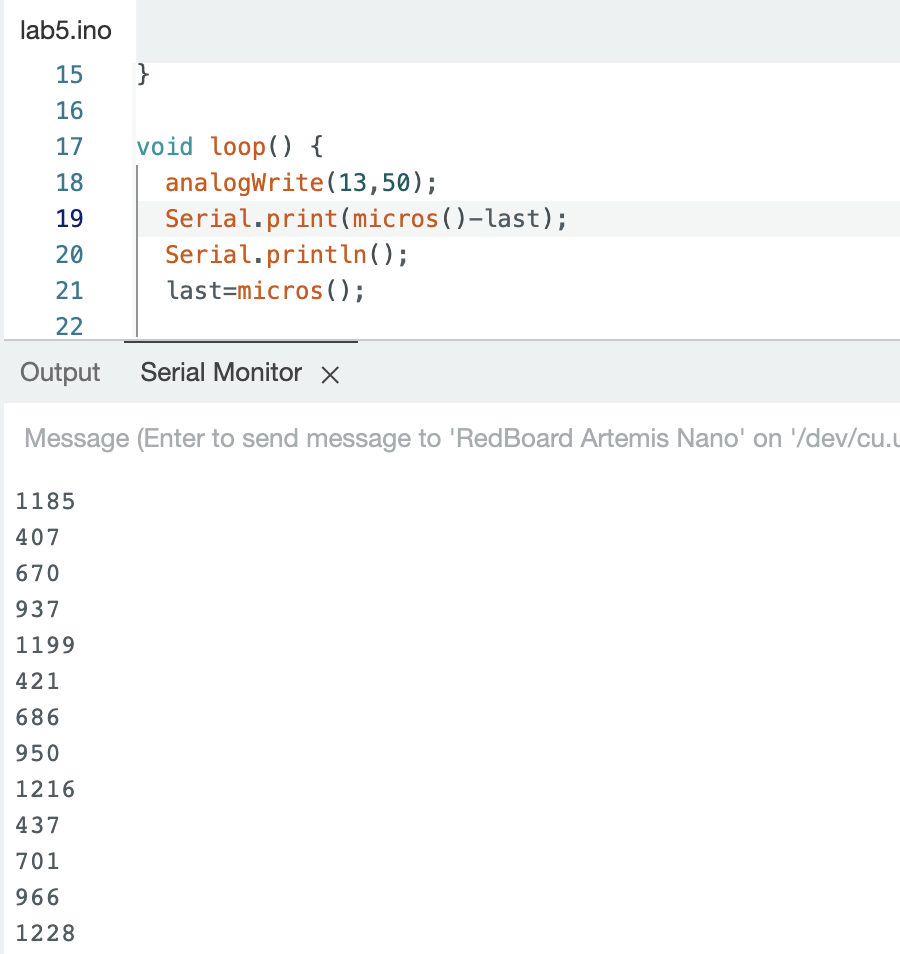 lab5.ino
15 }
16
17 void loop() {
18 analogWrite(13,50);
19 Serial.print(micros()-last);
20 Serial.println();
21 last=micros();
22
Output Serial Monitor ×
Message (Enter to send message to 'RedBoard Artemis Nano' on '/dev/cu.u
1185
407
670
937
1199
421
686
950
1216
437
701
966
1228